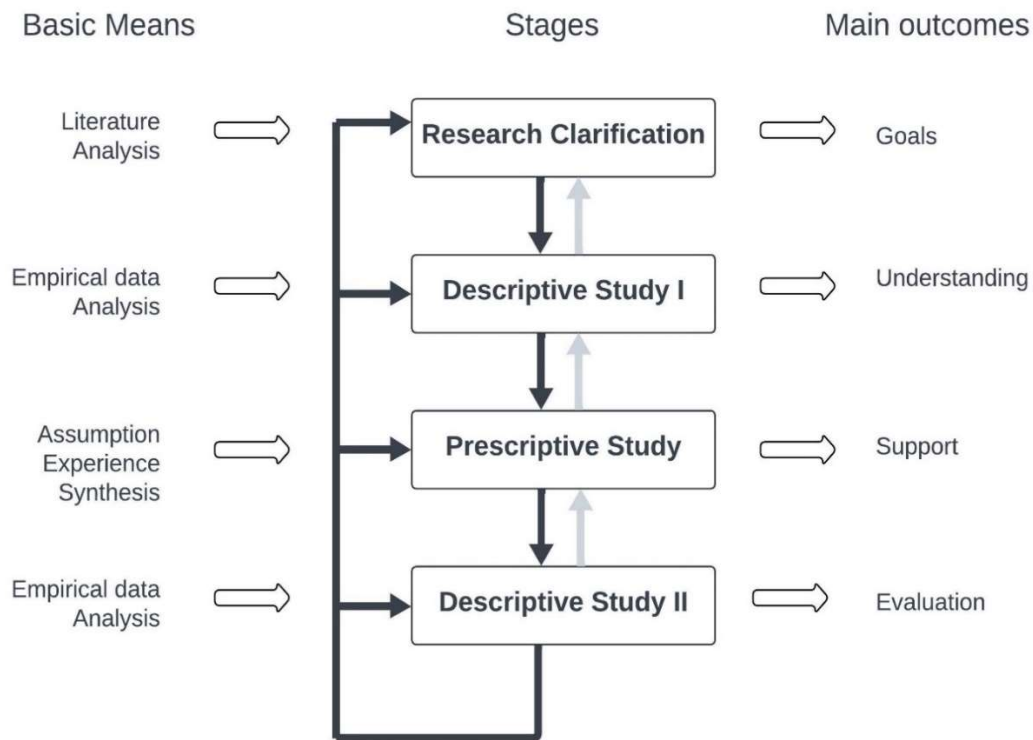 Basic Means
Stages
Main outcomes
Literature
Analysis
Research Clarification
Goals
Empirical data
Analysis
Descriptive Study I
Understanding
Assumption
Experience
Synthesis
Prescriptive Study
Support
Empirical data
Analysis
Descriptive Study II
Evaluation